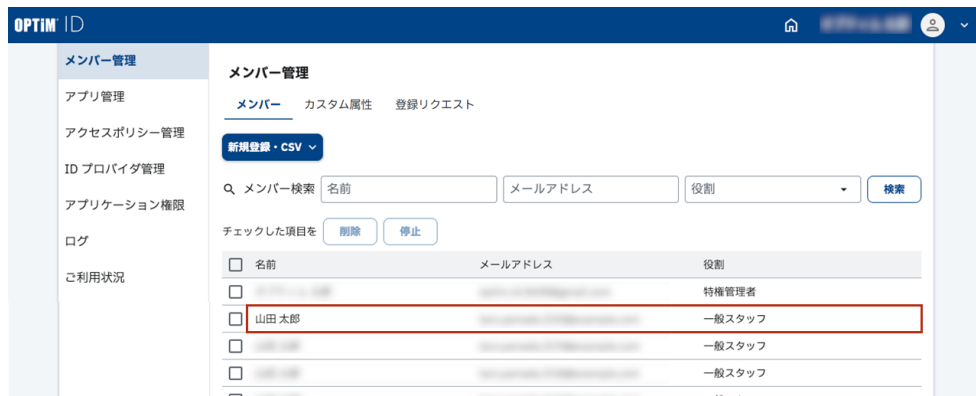 OPTiM ID
メンバー管理
アプリ管理
アクセスポリシー管理
ID プロバイダ管理
アプリケーション権限
ログ
ご利用状況
メンバー管理
メンバー カスタム属性 登録リクエスト
新規登録・CSV
メンバー検索 名前 メールアドレス 役割 検索
チェックした項目を 削除 停止
名前 メールアドレス 役割
特権管理者
山田 太郎 一般スタッフ
一般スタッフ
一般スタッフ